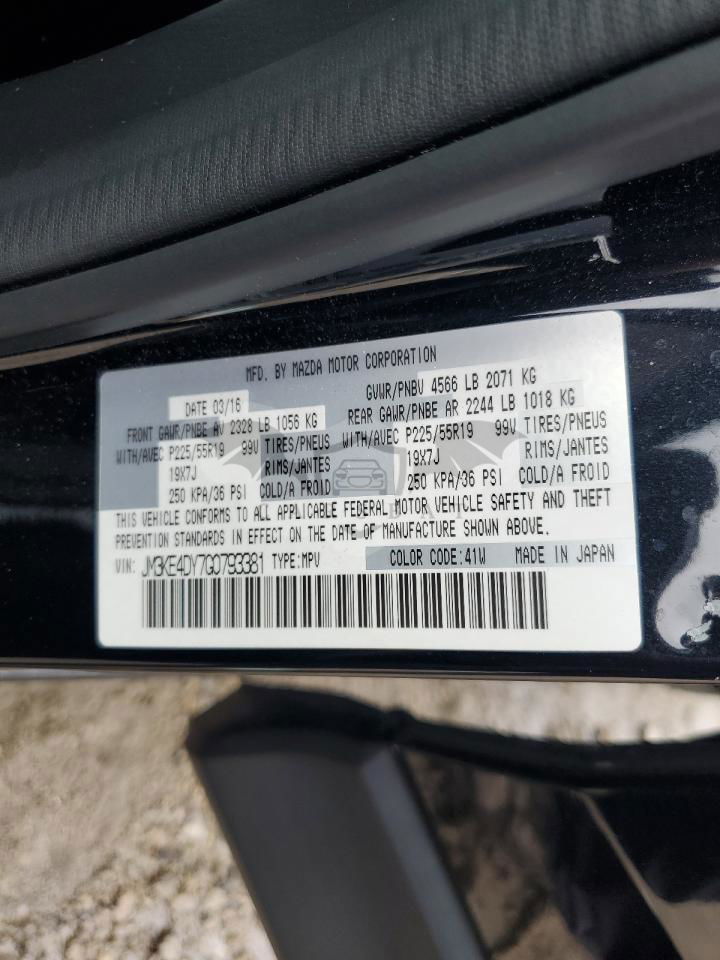 MFD. BY MAZDA MOTOR CORPORATION
DATE 03/16 GVWR/PNBV 4566 LB 2071 KG
FRONT GAWR/PNBE AV 2328 LB 1056 KG REAR GAWR/PNBE AR 2244 LB 1018 KG
WITH/AVEC P225/55R19 99V TIRES/PNEUS WITH/AVEC P225/55R19 99V TIRES/PNEUS
19X7J RIMS/JANTES 19X7J RIMS/JANTES
250 KPA/36 PSI COLD/A FROID 250 KPA/36 PSI COLD/A FROID
THIS VEHICLE CONFORMS TO ALL APPLICABLE FEDERAL MOTOR VEHICLE SAFETY AND THEFT
PREVENTION STANDARDS IN EFFECT ON THE DATE OF MANUFACTURE SHOWN ABOVE.
VIN: JM3KE4DY7G0793381 TYPE:MPV COLOR CODE:41W MADE IN JAPAN